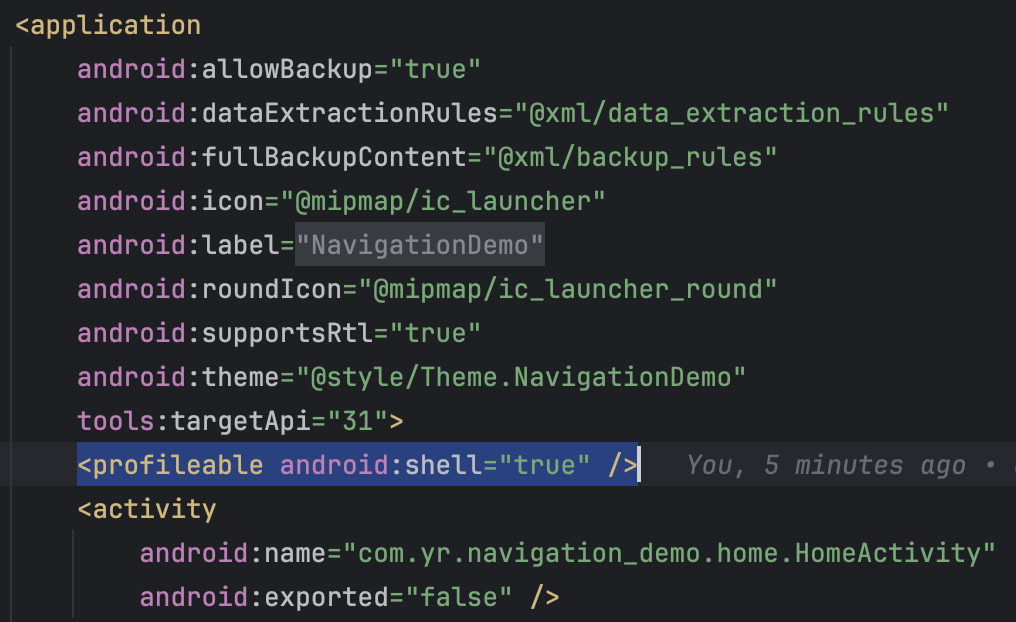 <application
android:allowBackup="true"
android:dataExtractionRules="@xml/data_extraction_rules"
android:fullBackupContent="@xml/backup_rules"
android:icon="@mipmap/ic_launcher"
android:label="NavigationDemo"
android:roundIcon="@mipmap/ic_launcher_round"
android:supportsRtl="true"
android:theme="@style/Theme.NavigationDemo"
tools:targetApi="31">
<profileable android:shell="true" /> You, 5 minutes ago •
<activity
android:name="com.yr.navigation_demo.home.HomeActivity"
android:exported="false" />